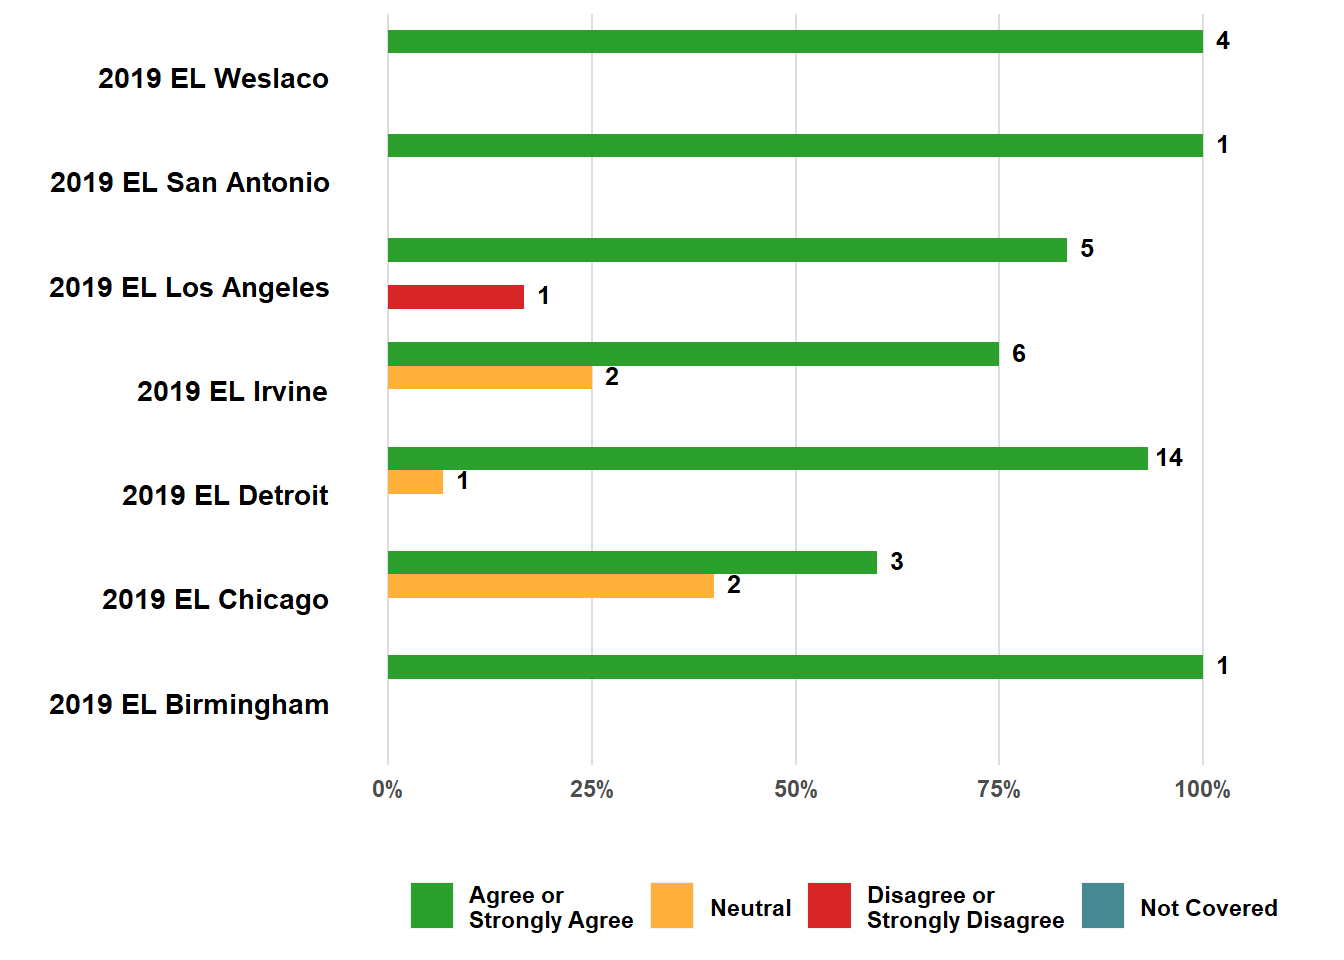 4
2019 EL Weslaco
1
2019 EL San Antonio
5
2019 EL Los Angeles
1
6
2
2019 EL Irvine
14
1
2019 EL Detroit
3
2
2019 EL Chicago
1
2019 EL Birmingham
0% 25% 50% 75% 100%
Agree or
Strongly Agree
Neutral
Disagree or
Strongly Disagree
Not Covered